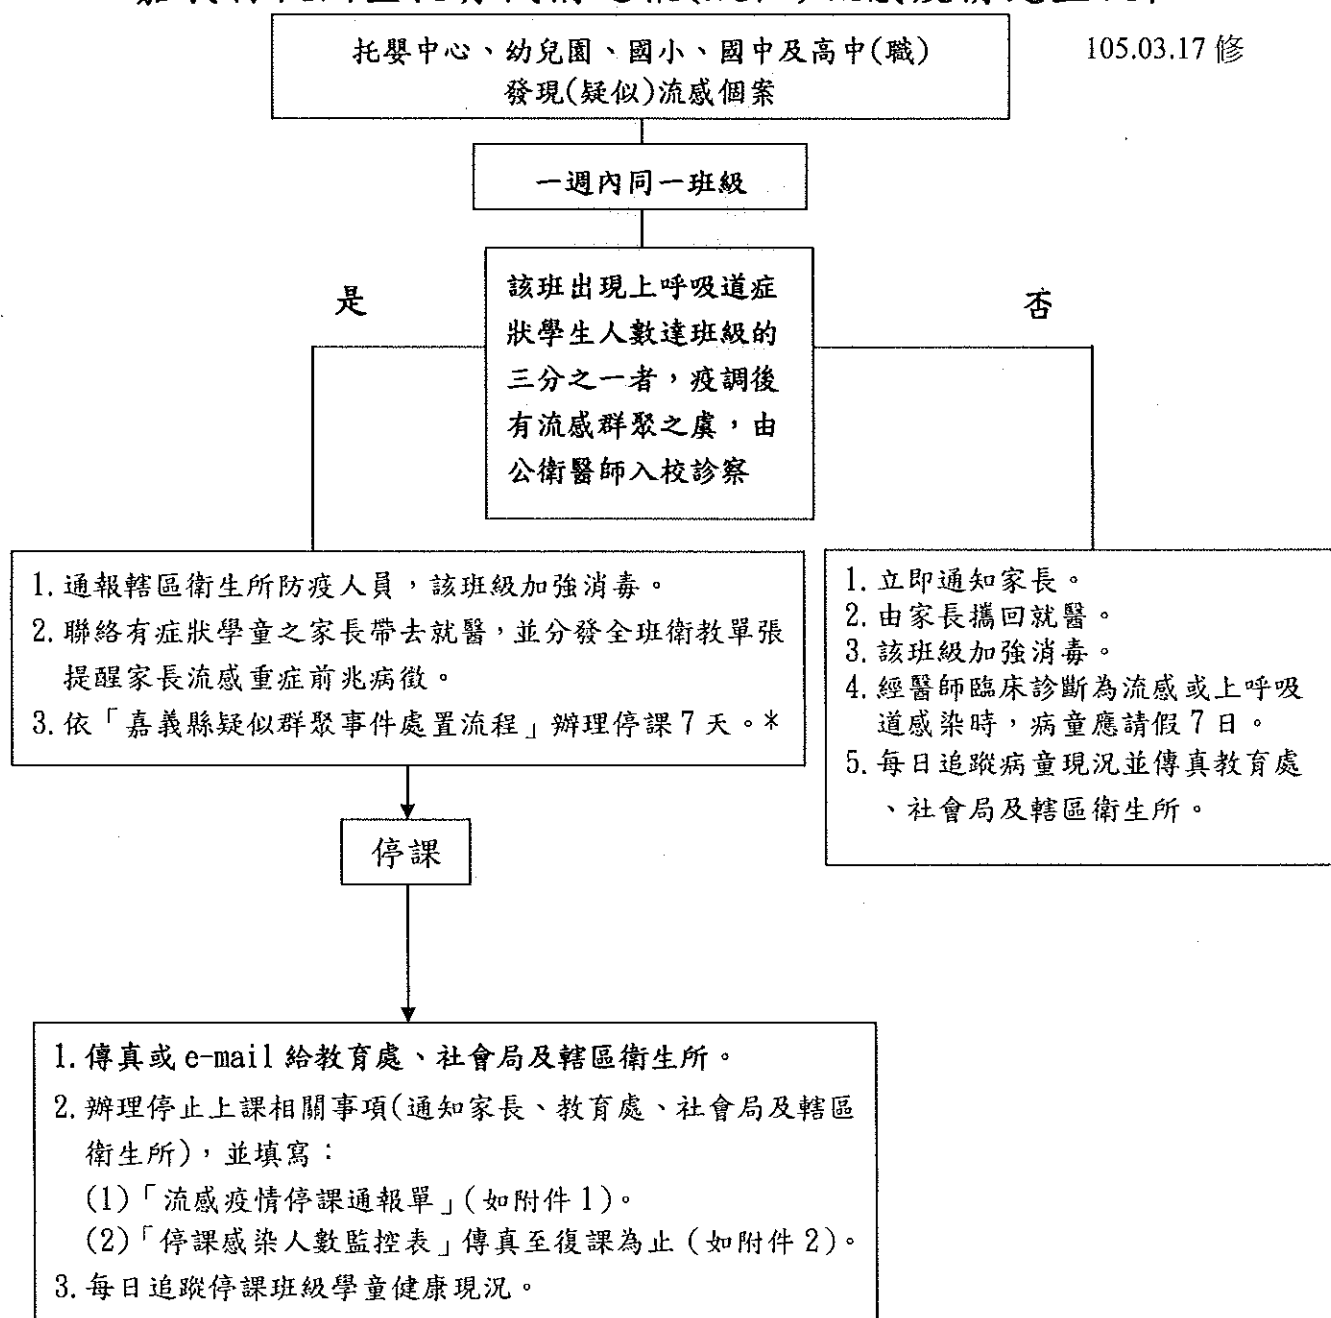 托嬰中心、幼兒園、國小、國中及高中(職)
發現(疑似)流感個案
105.03.17 修
一週內同一班級
是
該班出現上呼吸道症
狀學生人數達班級的
三分之一者，疫調後
有流感群聚之虞，由
公衛醫師入校診察
否
1. 通報轄區衛生所防疫人員，該班級加強消毒。
2. 聯絡有症狀學童之家長帶去就醫，並分發全班衛教單張
提醒家長流感重症前兆病徵。
3. 依「嘉義縣疑似群聚事件處置流程」辦理停課 7 天。*
1. 立即通知家長。
2. 由家長攜回就醫。
3. 該班級加強消毒。
4. 經醫師臨床診斷為流感或上呼吸
道感染時，病童應請假 7 日。
5. 每日追蹤病童現況並傳真教育處
、社會局及轄區衛生所。
停課
1. 傳真或 e-mail 給教育處、社會局及轄區衛生所。
2. 辦理停止上課相關事項(通知家長、教育處、社會局及轄區
衛生所)，並填寫：
(1)「流感疫情停課通報單」(如附件 1)。
(2)「停課感染人數監控表」傳真至復課為止 (如附件 2)。
3. 每日追蹤停課班級學童健康現況。